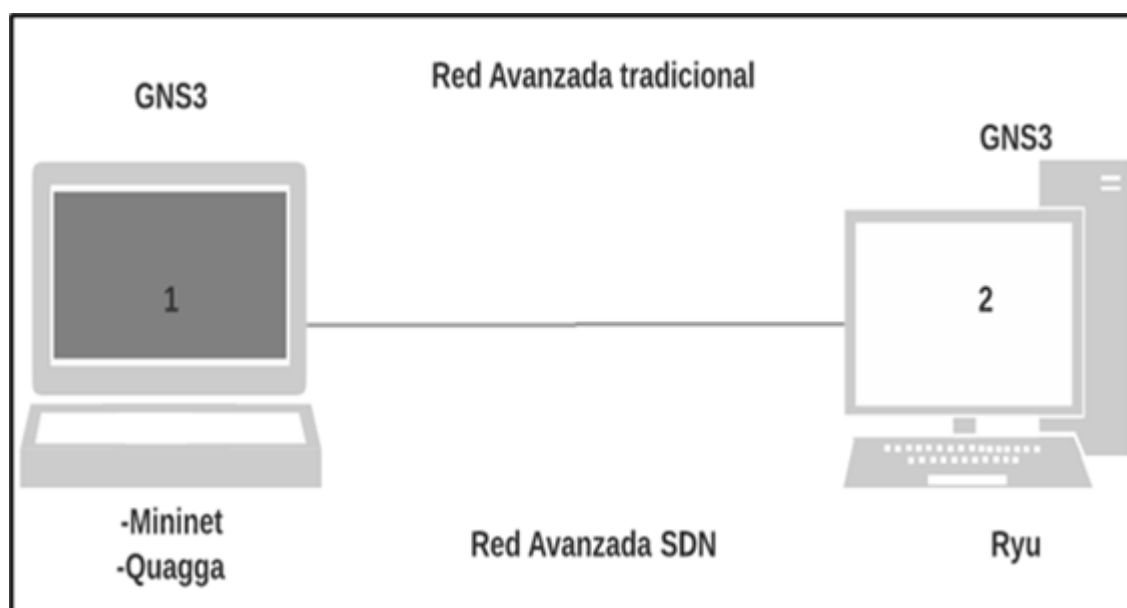 Red Avanzada tradicional
GNS3
GNS3
1
2
-Mininet
-Quagga
Red Avanzada SDN
Ryu